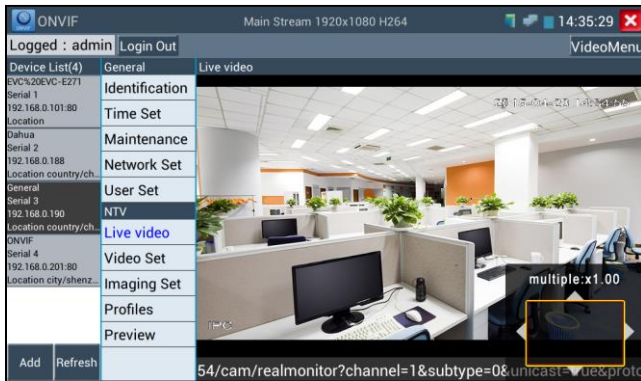 ONVIF
Main Stream 1920x1080 H264
14:35:29
Logged : admin
Login Out
VideoMenu
Device List(4)
EVC%20EVC-E271
Serial 1
192.168.0.101:80
Location
Dahua
Serial 2
192.168.0.188
Location country/ch...
General
Serial 3
192.168.0.190
Location country/ch...
ONVIF
Serial 4
192.168.0.201:80
Location city/shenz...
Add
Refresh
General
Identification
Time Set
Maintenance
Network Set
User Set
NTV
Live video
Video Set
Imaging Set
Profiles
Preview
Live video
multiple:x1.00
IPC
54/cam/realmonitor?channel=1&subtype=0&unicast=true&proto